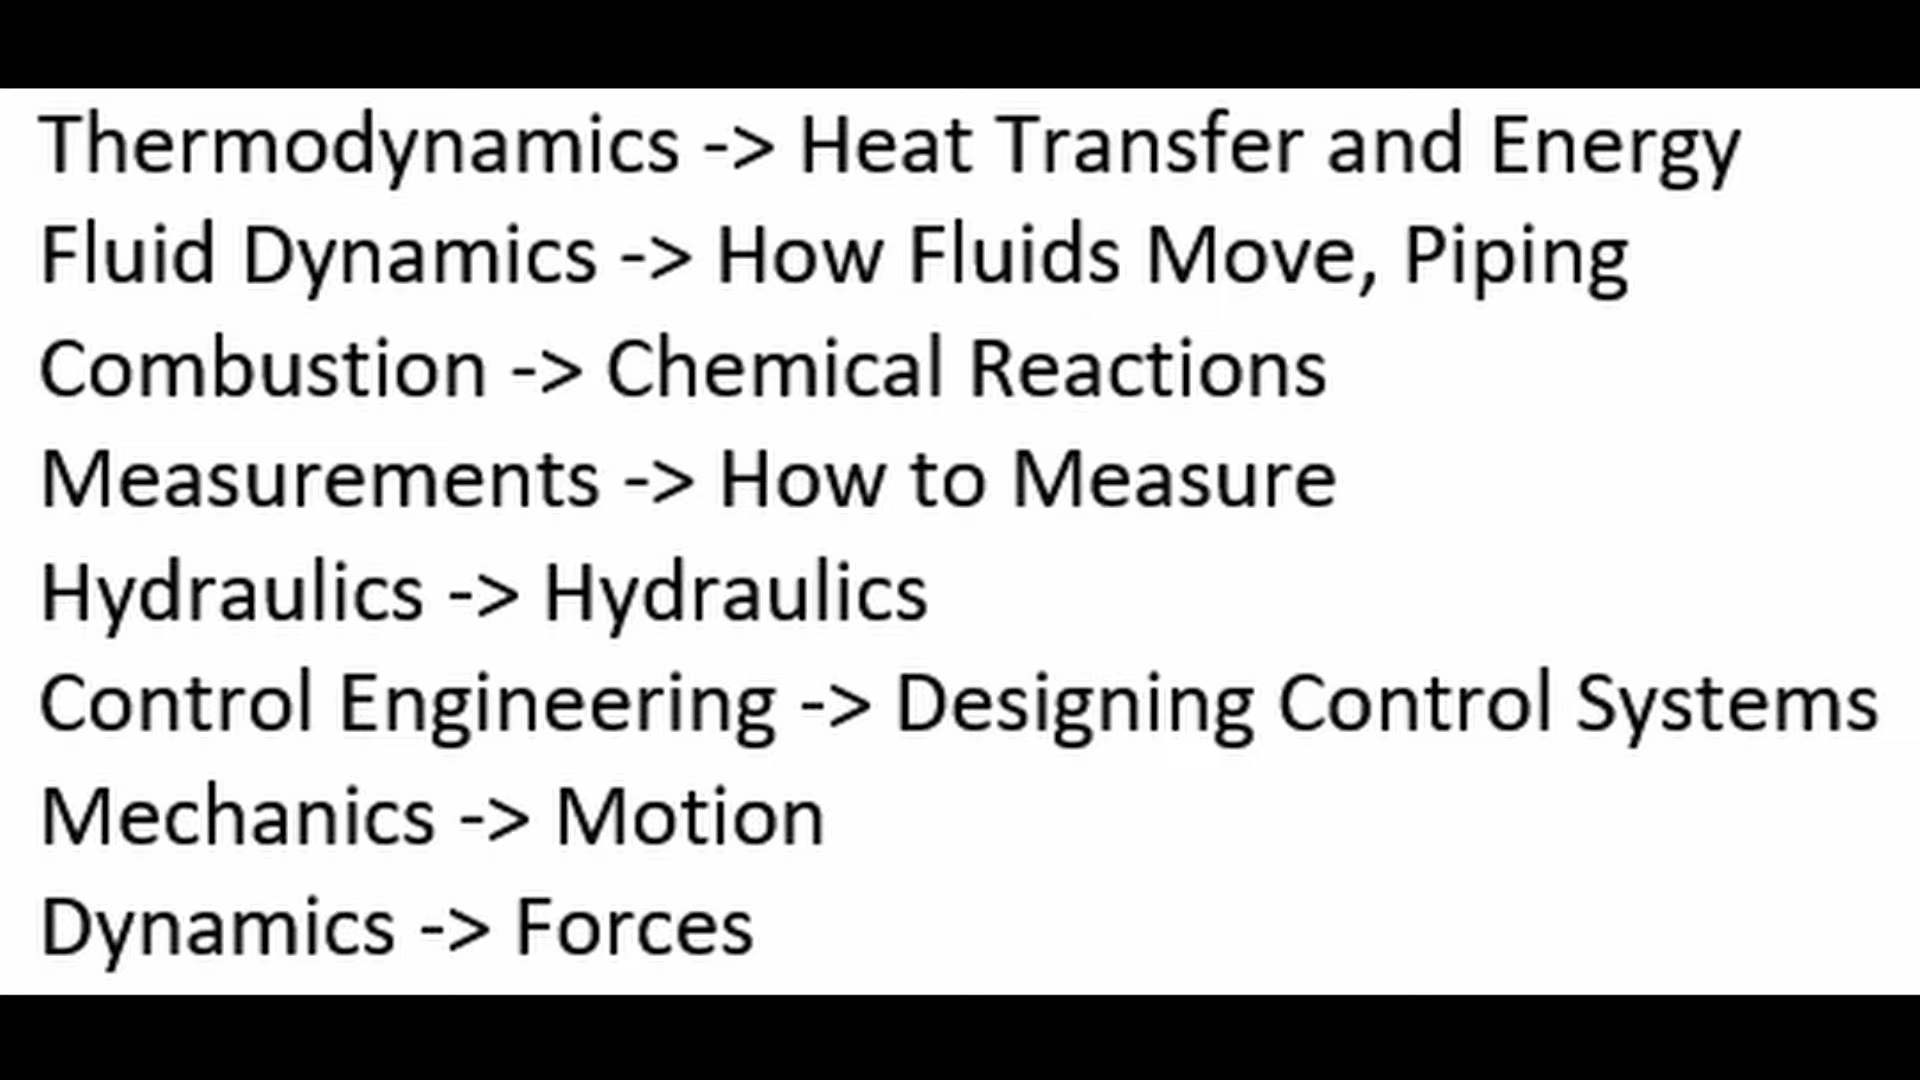 Thermodynamics -> Heat Transfer and Energy
Fluid Dynamics -> How Fluids Move, Piping
Combustion -> Chemical Reactions
Measurements -> How to Measure
Hydraulics -> Hydraulics
Control Engineering -> Designing Control Systems
Mechanics -> Motion
Dynamics -> Forces